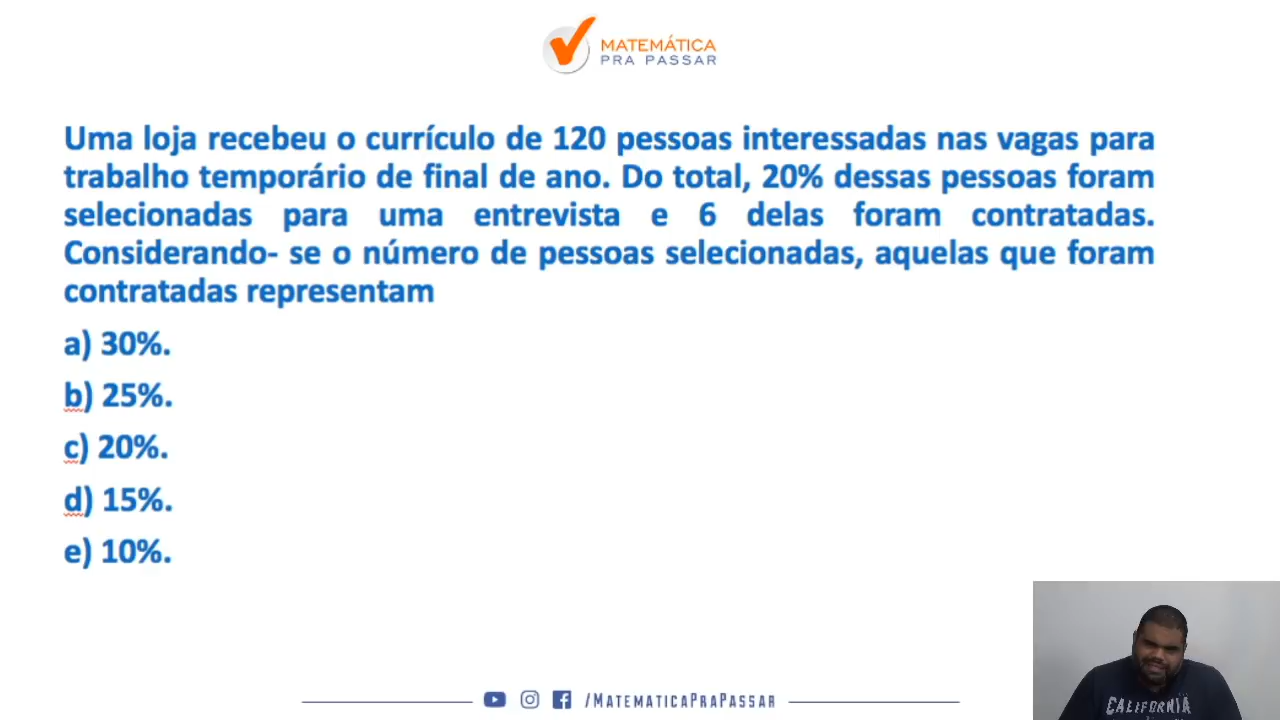 MATEMÁTICA
PRA PASSAR
Uma loja recebeu o currículo de 120 pessoas interessadas nas vagas para
trabalho temporário de final de ano. Do total, 20% dessas pessoas foram
selecionadas para uma entrevista e 6 delas foram contratadas.
Considerando- se o número de pessoas selecionadas, aquelas que foram
contratadas representam
a) 30%.
b) 25%.
c) 20%.
d) 15%.
e) 10%.
/MATEMATICAPRAPASSAR
CALIFORNIA